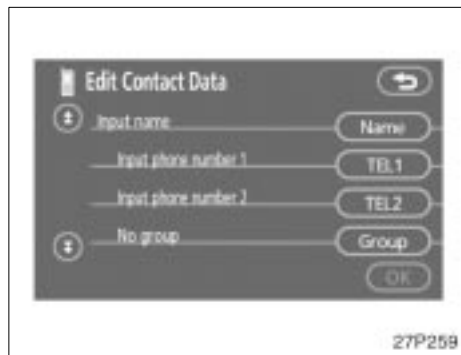 Edit Contact Data
Input name Name
Input phone number 1 TEL1
Input phone number 2 TEL2
No group Group
OK
27P259